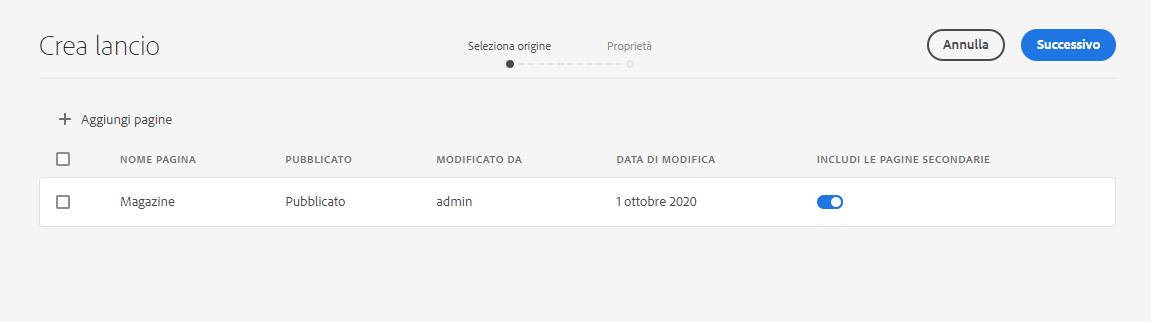 Crea lancio
Seleziona origine
Proprietà
Annulla
Successivo
Aggiungi pagine
NOME PAGINA PUBBLICATO MODIFICATO DA DATA DI MODIFICA INCLUDI LE PAGINE SECONDARIE
Magazine Pubblicato admin 1 ottobre 2020